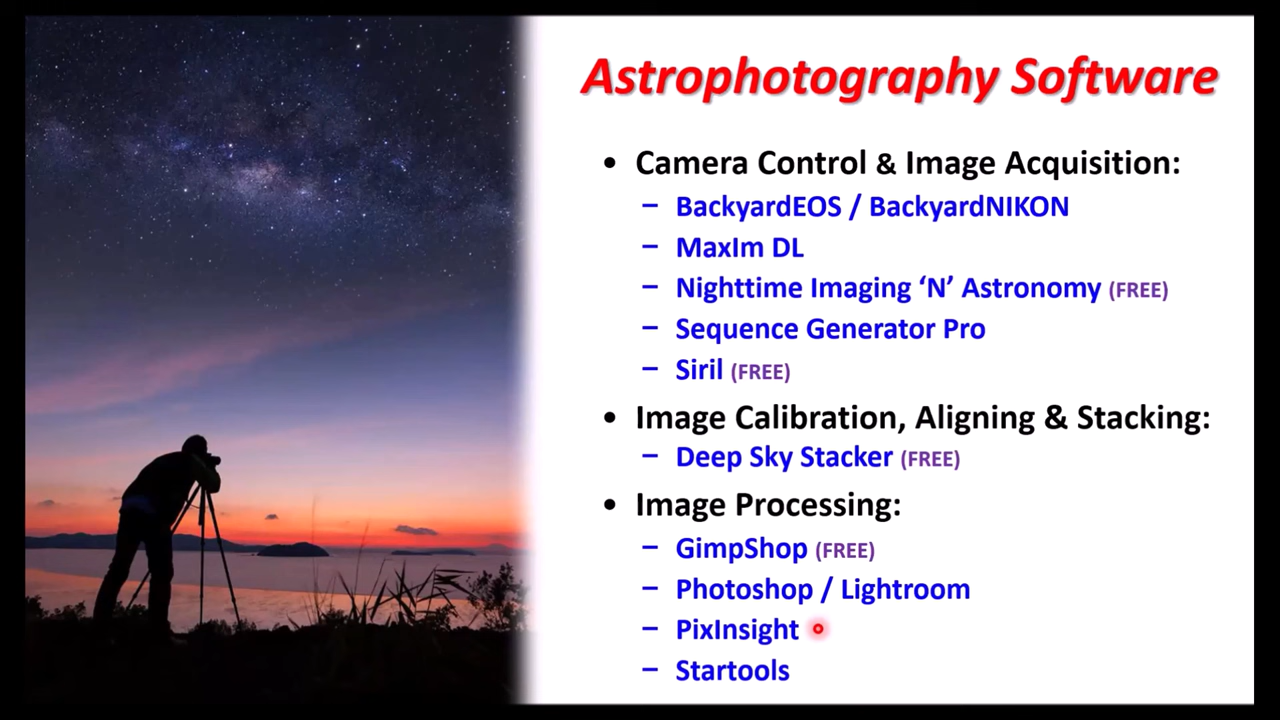 Astrophotography Software
• Camera Control & Image Acquisition:
– BackyardEOS / BackyardNIKON
– MaxIm DL
– Nighttime Imaging ‘N’ Astronomy (FREE)
– Sequence Generator Pro
– Siril (FREE)
• Image Calibration, Aligning & Stacking:
– Deep Sky Stacker (FREE)
• Image Processing:
– GimpShop (FREE)
– Photoshop / Lightroom
– PixInsight
– Startools